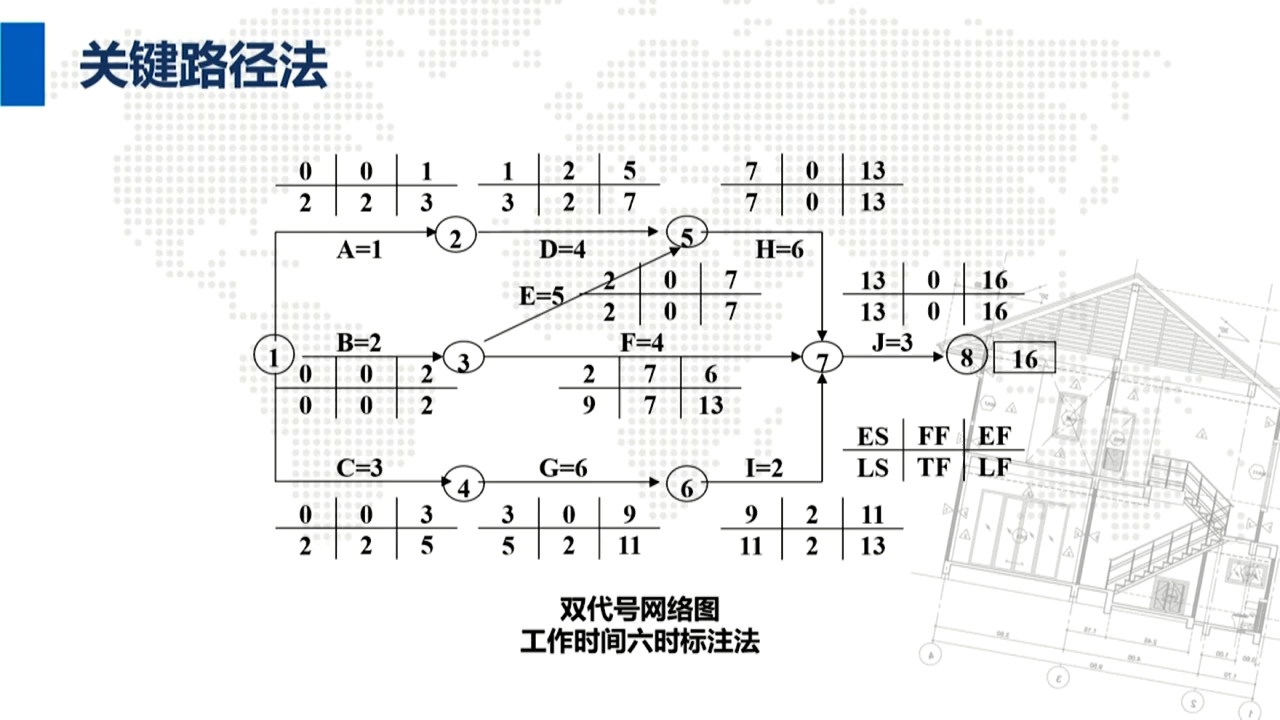 关键路径法
0 0 1 1 2 5 7 0 13
2 2 3 3 2 7 7 0 13
2 5
A=1 D=4 H=6
2 0 7 13 0 16
E=5
2 0 7 13 0 16
B=2 F=4 J=3
1 3 7 8 16
0 0 2 2 7 6
0 0 2 9 7 13
ES FF EF
LS TF LF
C=3 G=6 I=2
4 6
0 0 3 3 0 9 9 2 11
2 2 5 5 2 11 11 2 13
双代号网络图
工作时间六时标注法